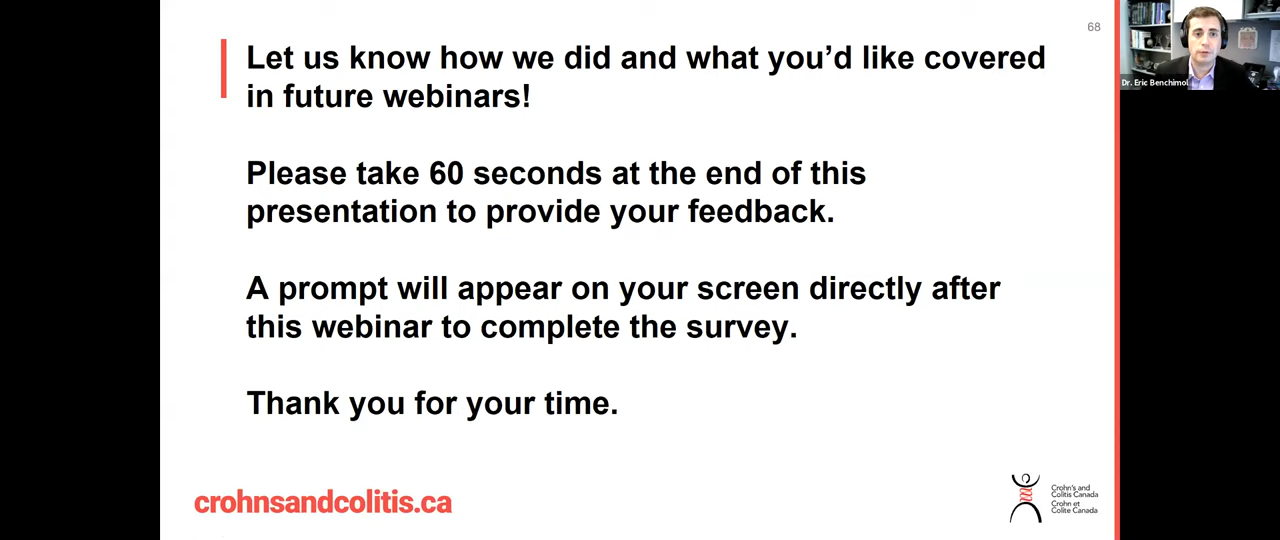 68
Let us know how we did and what you’d like covered
in future webinars!
Please take 60 seconds at the end of this
presentation to provide your feedback.
A prompt will appear on your screen directly after
this webinar to complete the survey.
Thank you for your time.
crohnsandcolitis.ca
Crohn's and
Colitis Canada
Crohn et
Colite Canada
Dr. Eric Benchimol